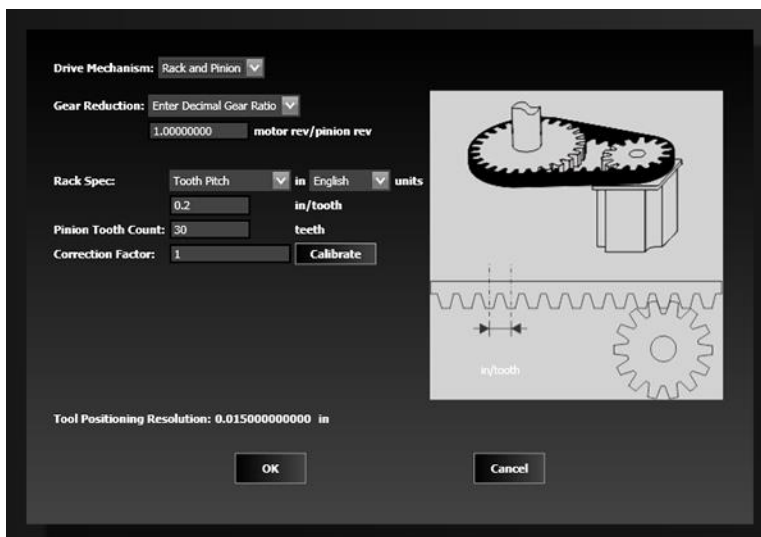 Drive Mechanism: Rack and Pinion
Gear Reduction: Enter Decimal Gear Ratio
1.00000000 motor rev/pinion rev
Rack Spec: Tooth Pitch in English units
0.2 in/tooth
Pinion Tooth Count: 30 teeth
Correction Factor: 1 Calibrate
in/tooth
Tool Positioning Resolution: 0.015000000000 in
OK Cancel